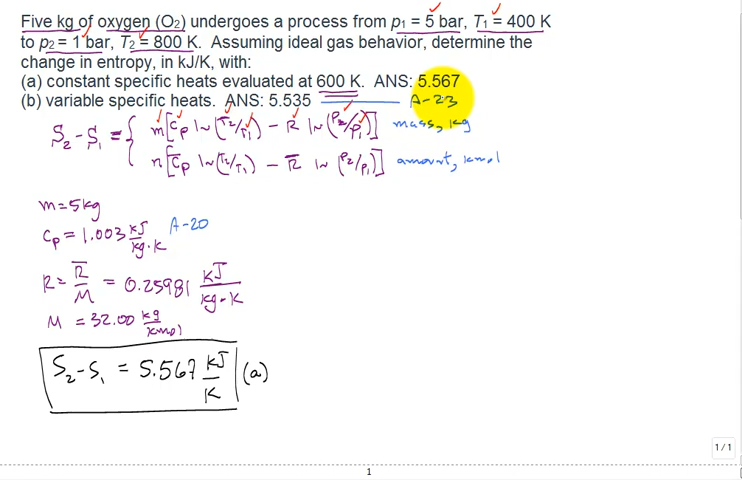 Five kg of oxygen (O₂) undergoes a process from p₁ = 5 bar, T₁ = 400 K
to p₂ = 1 bar, T₂ = 800 K. Assuming ideal gas behavior, determine the
change in entropy, in kJ/K, with:
(a) constant specific heats evaluated at 600 K. ANS: 5.567
(b) variable specific heats. ANS: 5.535 A-23
S₂-S₁ = { m[cp ln(T₂/T₁) - R ln(P₂/P₁)] mass, kg
n[c̅p ln(T₂/T₁) - R̅ ln(P₂/P₁)] amount, kmol
m=5kg
cp = 1.003 kJ/kg·K A-20
R = R̅/M = 0.25981 kJ/kg·K
M = 32.00 kg/kmol
S₂-S₁ = 5.567 kJ/K (a)
1 / 1
1